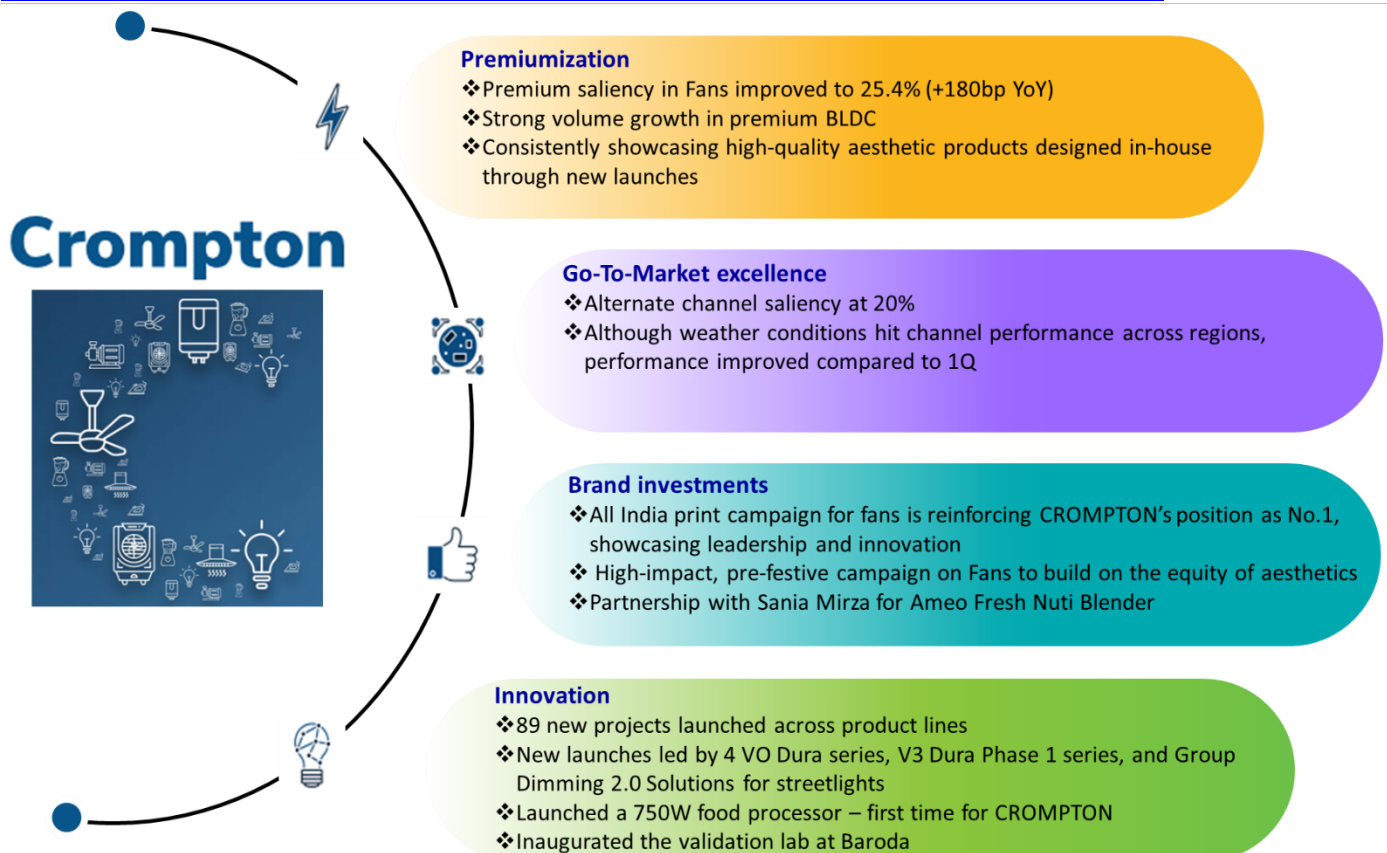 Crompton
Premiumization
❖Premium saliency in Fans improved to 25.4% (+180bp YoY)
❖Strong volume growth in premium BLDC
❖Consistently showcasing high-quality aesthetic products designed in-house
through new launches
Go-To-Market excellence
❖Alternate channel saliency at 20%
❖Although weather conditions hit channel performance across regions,
performance improved compared to 1Q
Brand investments
❖All India print campaign for fans is reinforcing CROMPTON's position as No.1,
showcasing leadership and innovation
❖ High-impact, pre-festive campaign on Fans to build on the equity of aesthetics
❖Partnership with Sania Mirza for Ameo Fresh Nuti Blender
Innovation
❖89 new projects launched across product lines
❖New launches led by 4 VO Dura series, V3 Dura Phase 1 series, and Group
Dimming 2.0 Solutions for streetlights
❖Launched a 750W food processor – first time for CROMPTON
❖Inaugurated the validation lab at Baroda